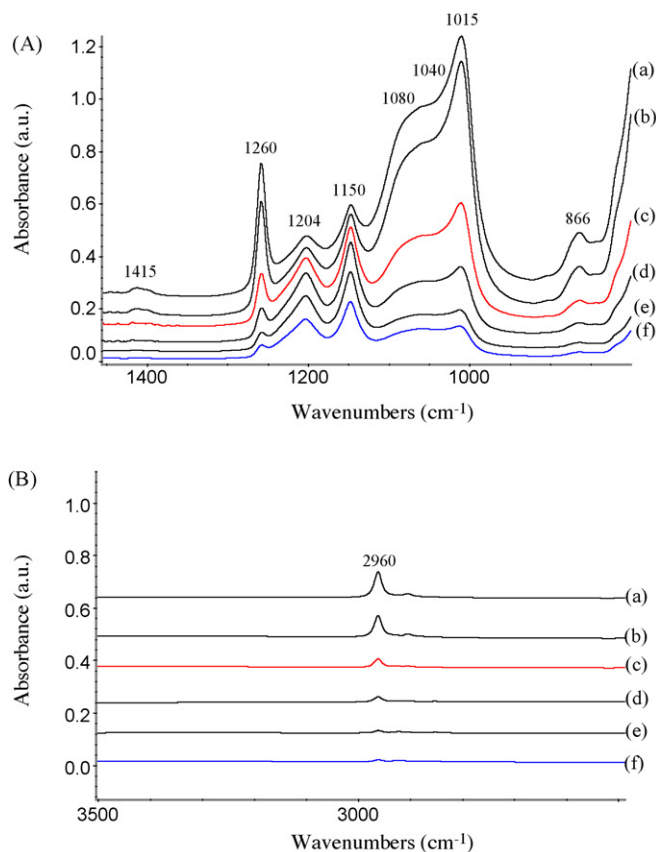 (A)
1015
1040
1080
1260
1150
1204
866
1415
(a)
(b)
(c)
(d)
(e)
(f)
1.2
1.0
0.8
0.6
0.4
0.2
0.0
Absorbance (a.u.)
1400
1200
1000
Wavenumbers (cm-1)
(B)
2960
(a)
(b)
(c)
(d)
(e)
(f)
1.0
0.8
0.6
0.4
0.2
0.0
Absorbance (a.u.)
3500
3000
Wavenumbers (cm-1)